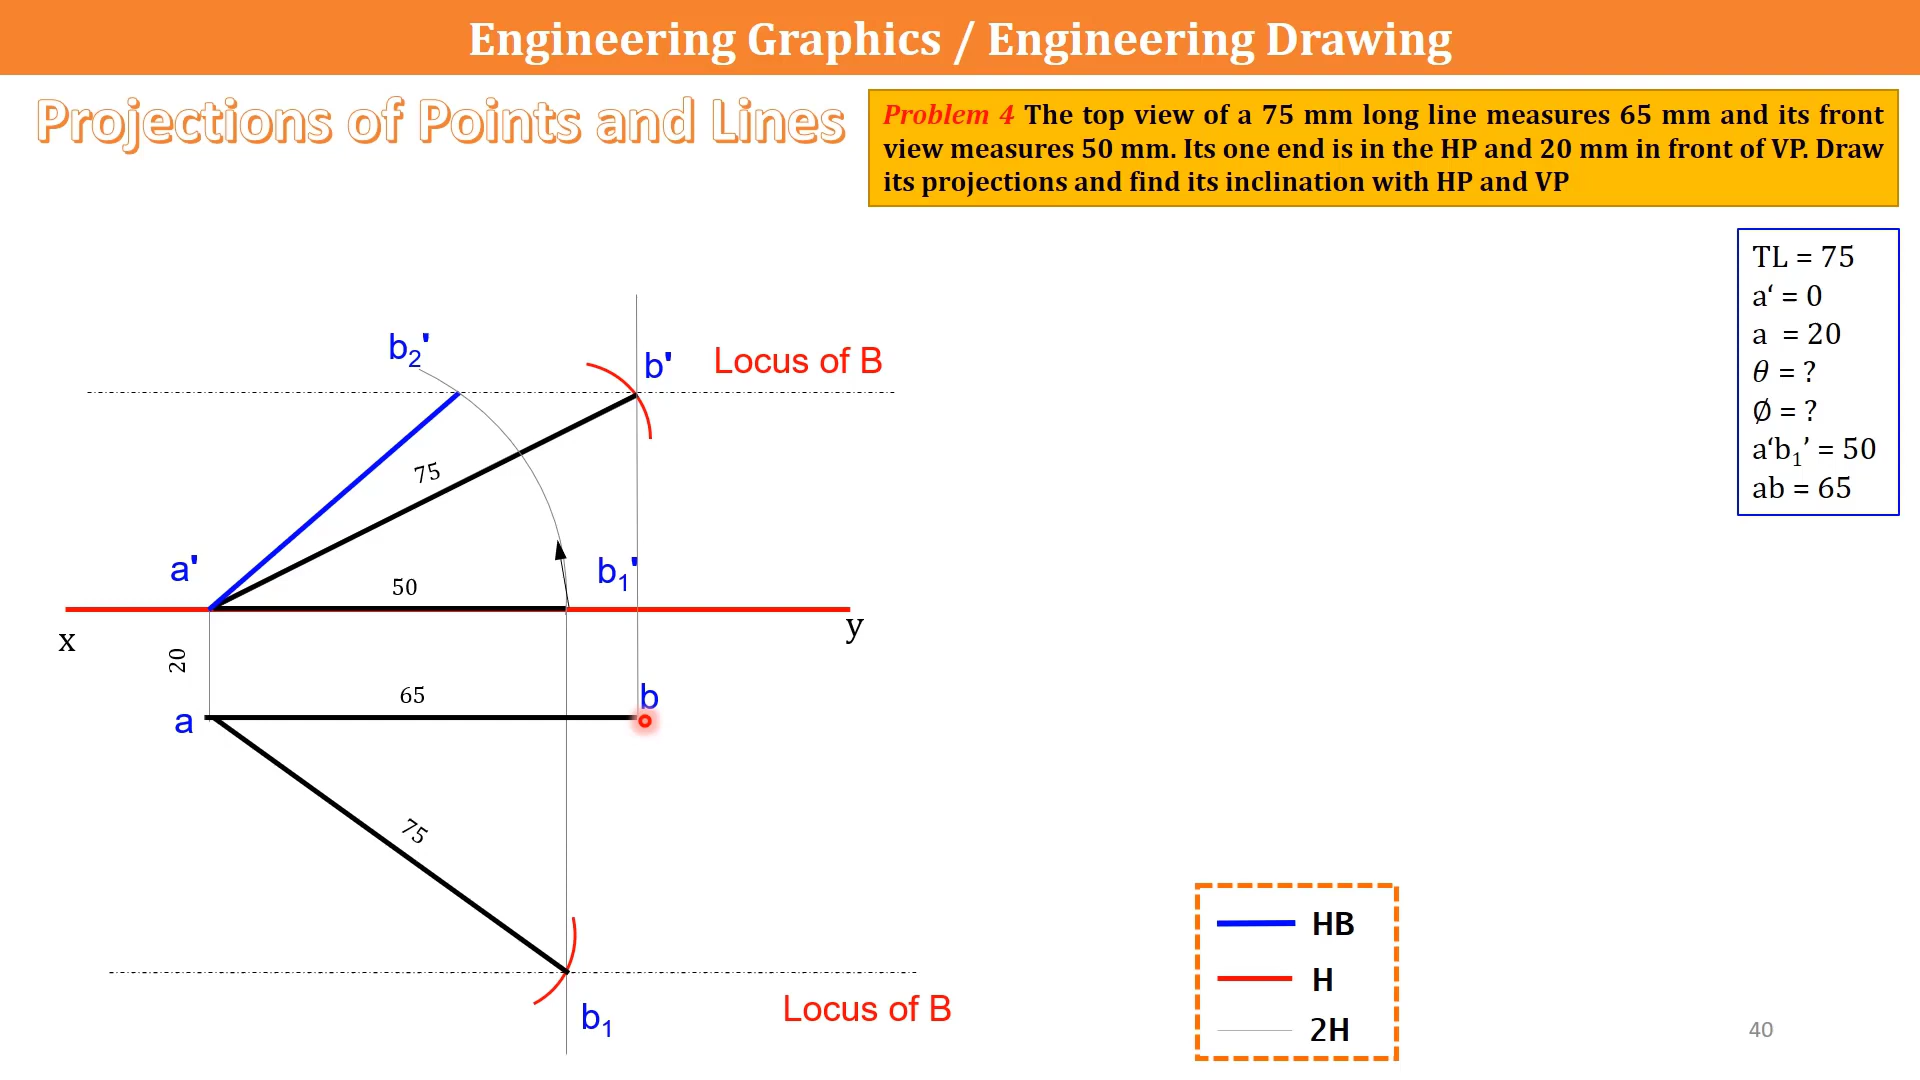 Engineering Graphics / Engineering Drawing
Projections of Points and Lines
Problem 4 The top view of a 75 mm long line measures 65 mm and its front
view measures 50 mm. Its one end is in the HP and 20 mm in front of VP. Draw
its projections and find its inclination with HP and VP
TL = 75
a‘ = 0
a = 20
θ = ?
∅ = ?
a‘b₁’ = 50
ab = 65
b₂'
b'
Locus of B
75
a'
50
b₁'
x
y
20
65
a
b
75
Locus of B
b₁
HB
H
2H
40